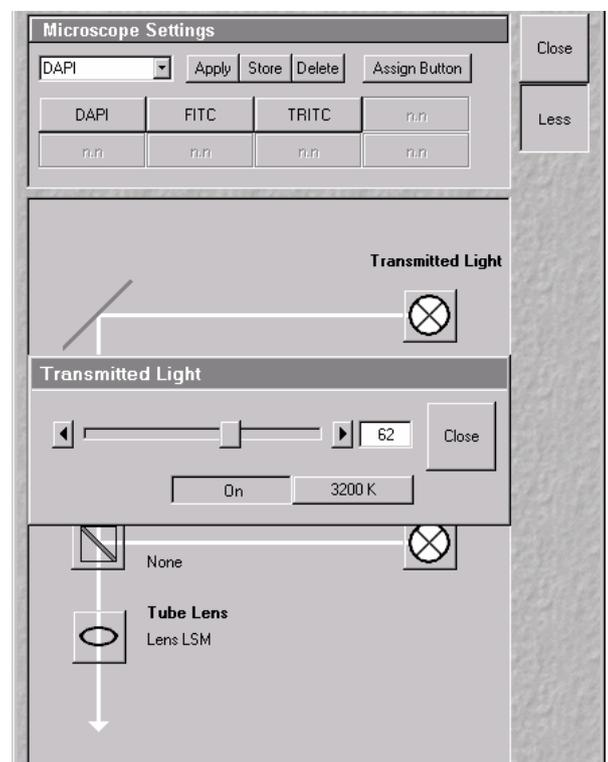 Microscope Settings
Close
DAPI Apply Store Delete Assign Button
DAPI FITC TRITC n.n
Less
n.n n.n n.n n.n
Transmitted Light
Transmitted Light
62 Close
On 3200 K
None
Tube Lens
Lens LSM